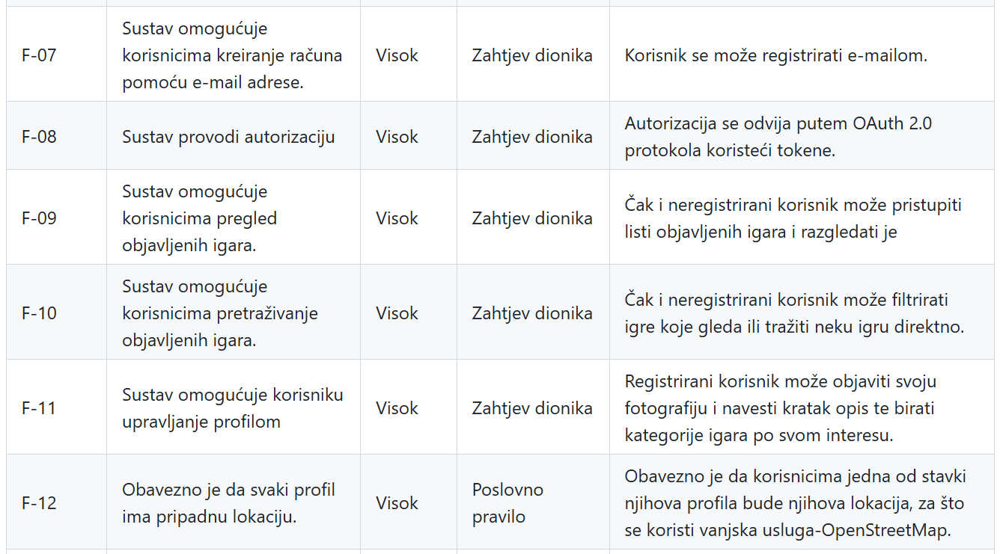 F-07
Sustav omogućuje
korisnicima kreiranje računa
pomoću e-mail adrese.
Visok
Zahtjev dionika
Korisnik se može registrirati e-mailom.
F-08
Sustav provodi autorizaciju
Visok
Zahtjev dionika
Autorizacija se odvija putem OAuth 2.0
protokola koristeći tokene.
F-09
Sustav omogućuje
korisnicima pregled
objavljenih igara.
Visok
Zahtjev dionika
Čak i neregistrirani korisnik može pristupiti
listi objavljenih igara i razgledati je
F-10
Sustav omogućuje
korisnicima pretraživanje
objavljenih igara.
Visok
Zahtjev dionika
Čak i neregistrirani korisnik može filtrirati
igre koje gleda ili tražiti neku igru direktno.
F-11
Sustav omogućuje korisniku
upravljanje profilom
Visok
Zahtjev dionika
Registrirani korisnik može objaviti svoju
fotografiju i navesti kratak opis te birati
kategorije igara po svom interesu.
F-12
Obavezno je da svaki profil
ima pripadnu lokaciju.
Visok
Poslovno
pravilo
Obavezno je da korisnicima jedna od stavki
njihova profila bude njihova lokacija, za što
se koristi vanjska usluga-OpenStreetMap.